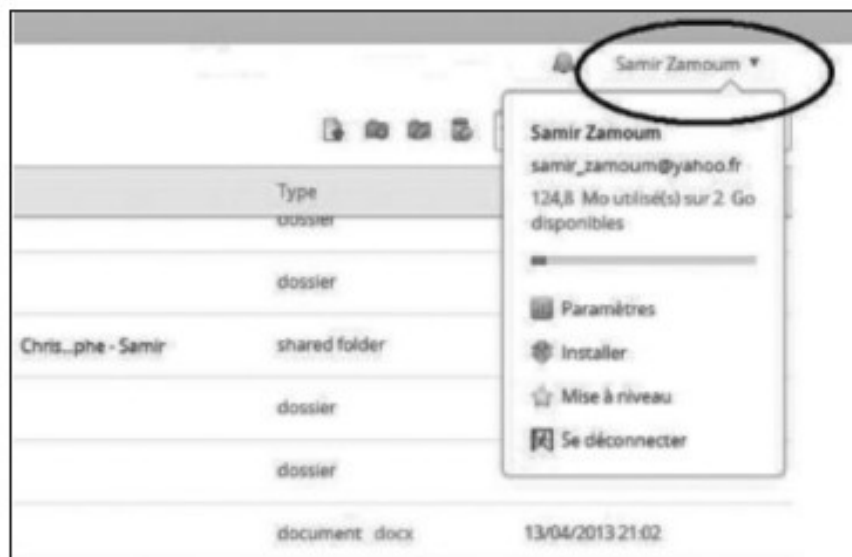 Samir Zamoum
Samir Zamoum
samir_zamoum@yahoo.fr
124,8 Mo utilisé(s) sur 2 Go
disponibles
Paramètres
Installer
Mise à niveau
Se déconnecter
Type
dossier
dossier
Chris...phe - Samir shared folder
dossier
dossier
document docx 13/04/2013 21:02